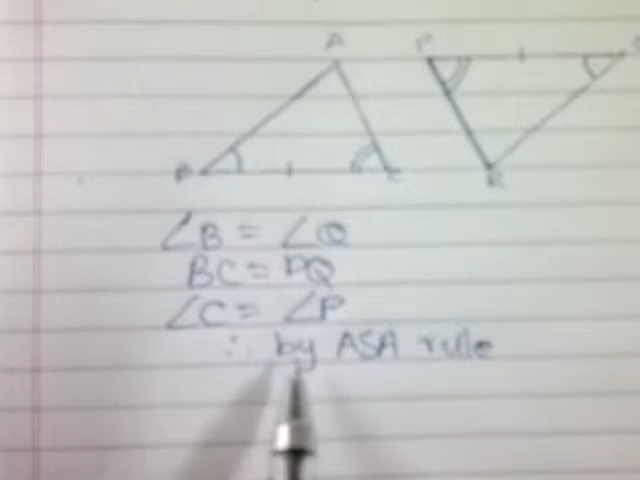 A P
B C R
∠B = ∠Q
BC = PQ
∠C = ∠P
∴ by ASA rule